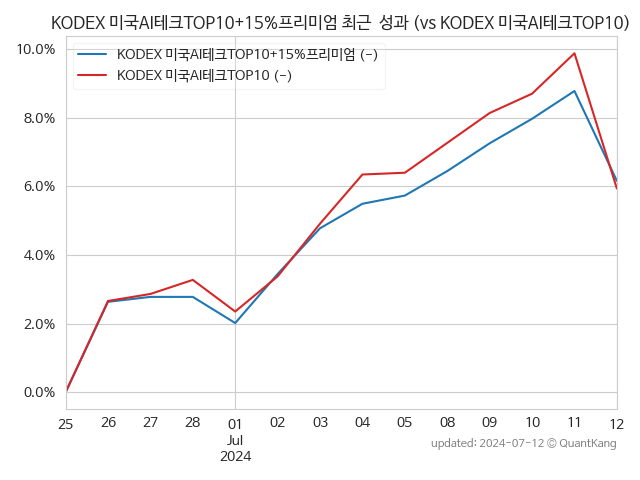 KODEX 미국AI테크TOP10+15%프리미엄 최근  성과 (vs KODEX 미국AI테크TOP10)
KODEX 미국AI테크TOP10+15%프리미엄 (-)
KODEX 미국AI테크TOP10 (-)
10.0%
8.0%
6.0%
4.0%
2.0%
0.0%
25 26 27 28 01 02 03 04 05 08 09 10 11 12
Jul
2024
updated: 2024-07-12 © QuantKang